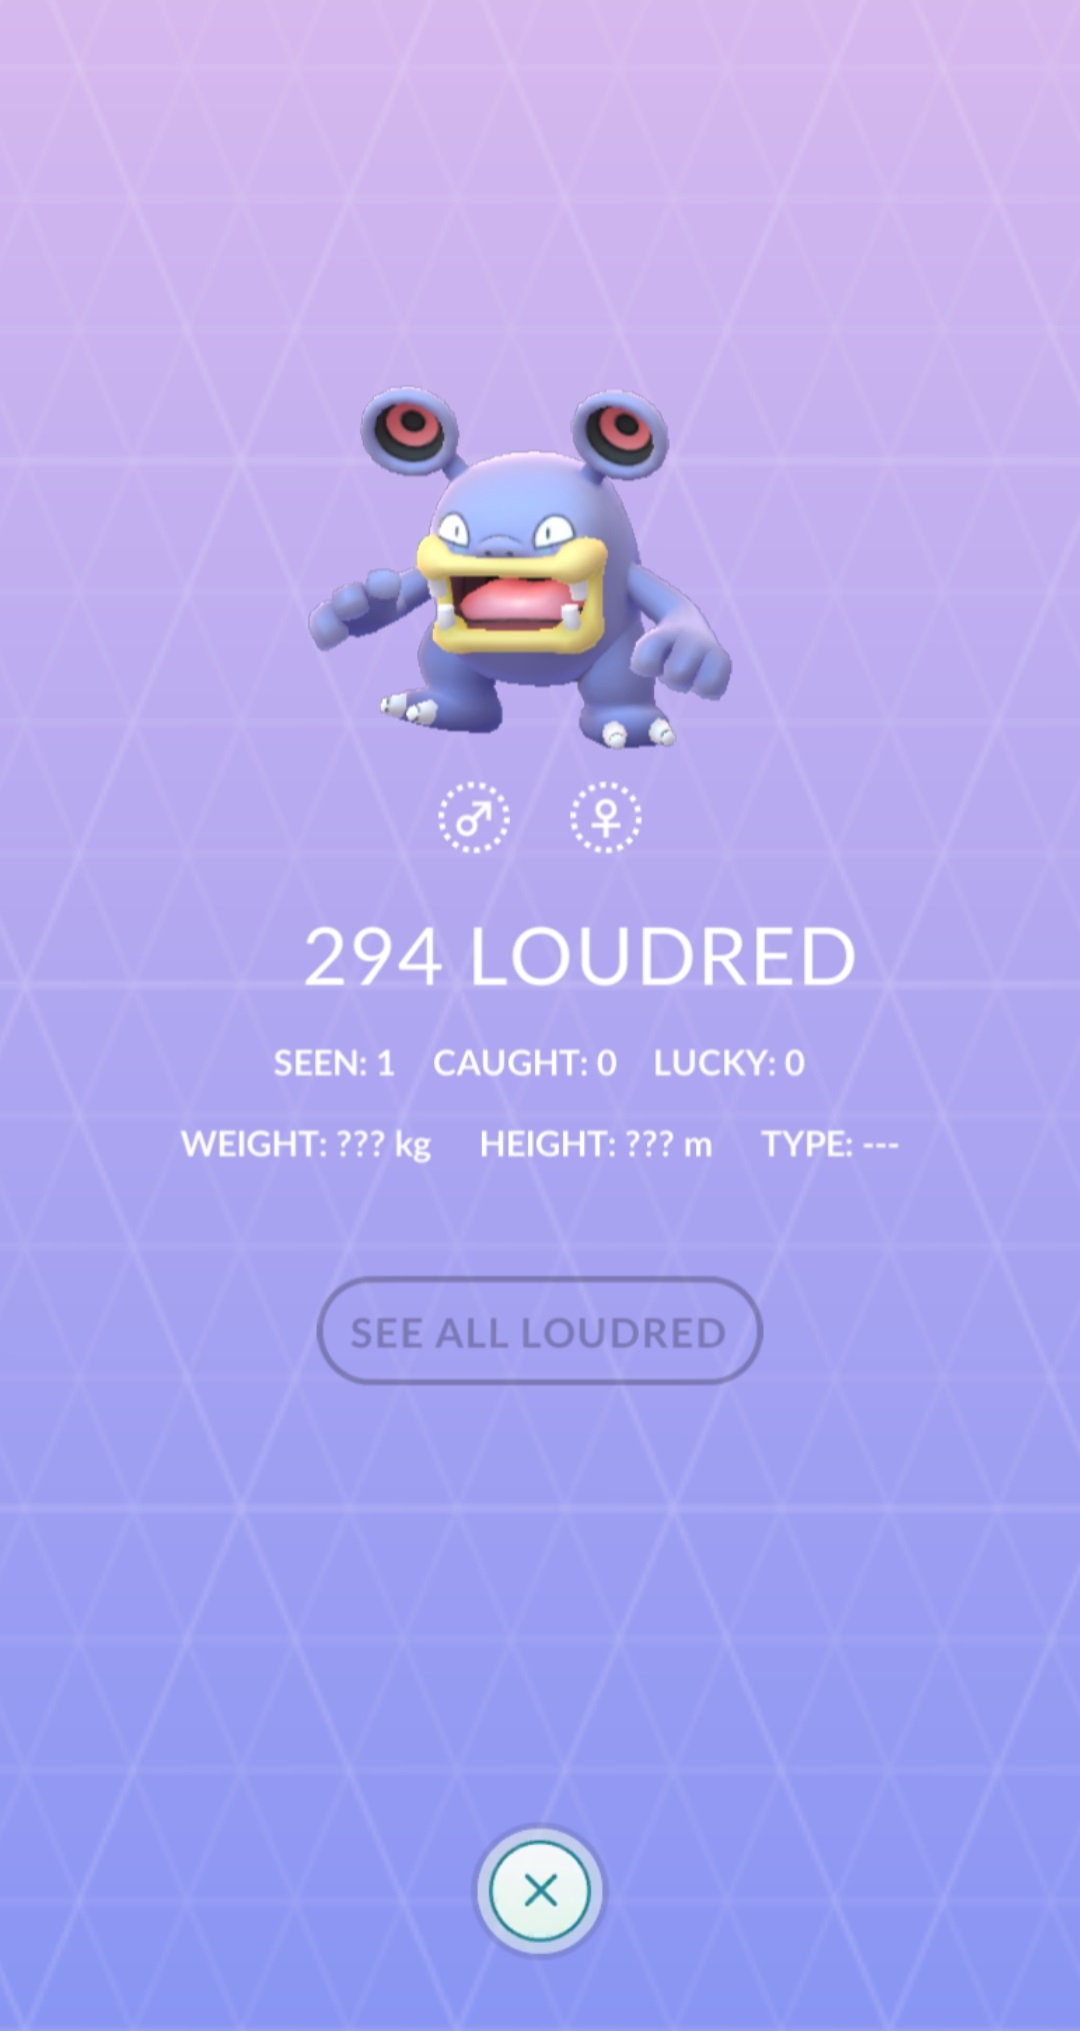 294 LOUDRED
SEEN: 1 CAUGHT: 0 LUCKY: 0
WEIGHT: ??? kg HEIGHT: ??? m TYPE: ---
SEE ALL LOUDRED